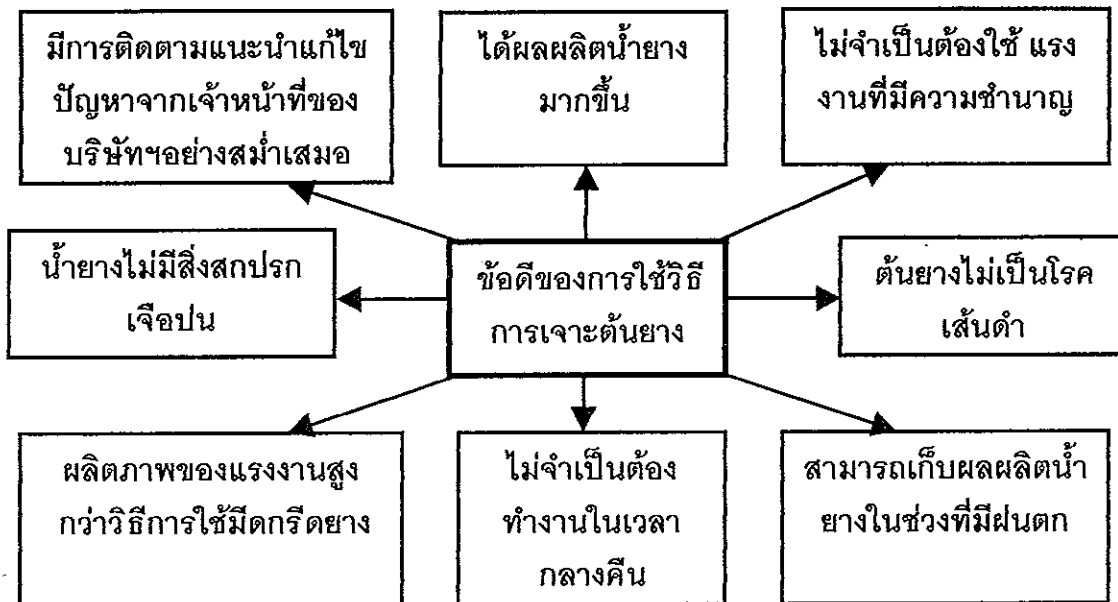 มีการติดตามแนะนำแก้ไข
ปัญหาจากเจ้าหน้าที่ของ
บริษัทฯอย่างสม่ำเสมอ
ได้ผลผลิตน้ำยาง
มากขึ้น
ไม่จำเป็นต้องใช้ แรง
งานที่มีความชำนาญ
น้ำยางไม่มีสิ่งสกปรก
เจือปน
ข้อดีของการใช้วิธี
การเจาะต้นยาง
ต้นยางไม่เป็นโรค
เส้นดำ
ผลิตภาพของแรงงานสูง
กว่าวิธีการใช้มีดกรีดยาง
ไม่จำเป็นต้อง
ทำงานในเวลา
กลางคืน
สามารถเก็บผลผลิตน้ำ
ยางในช่วงที่มีฝนตก